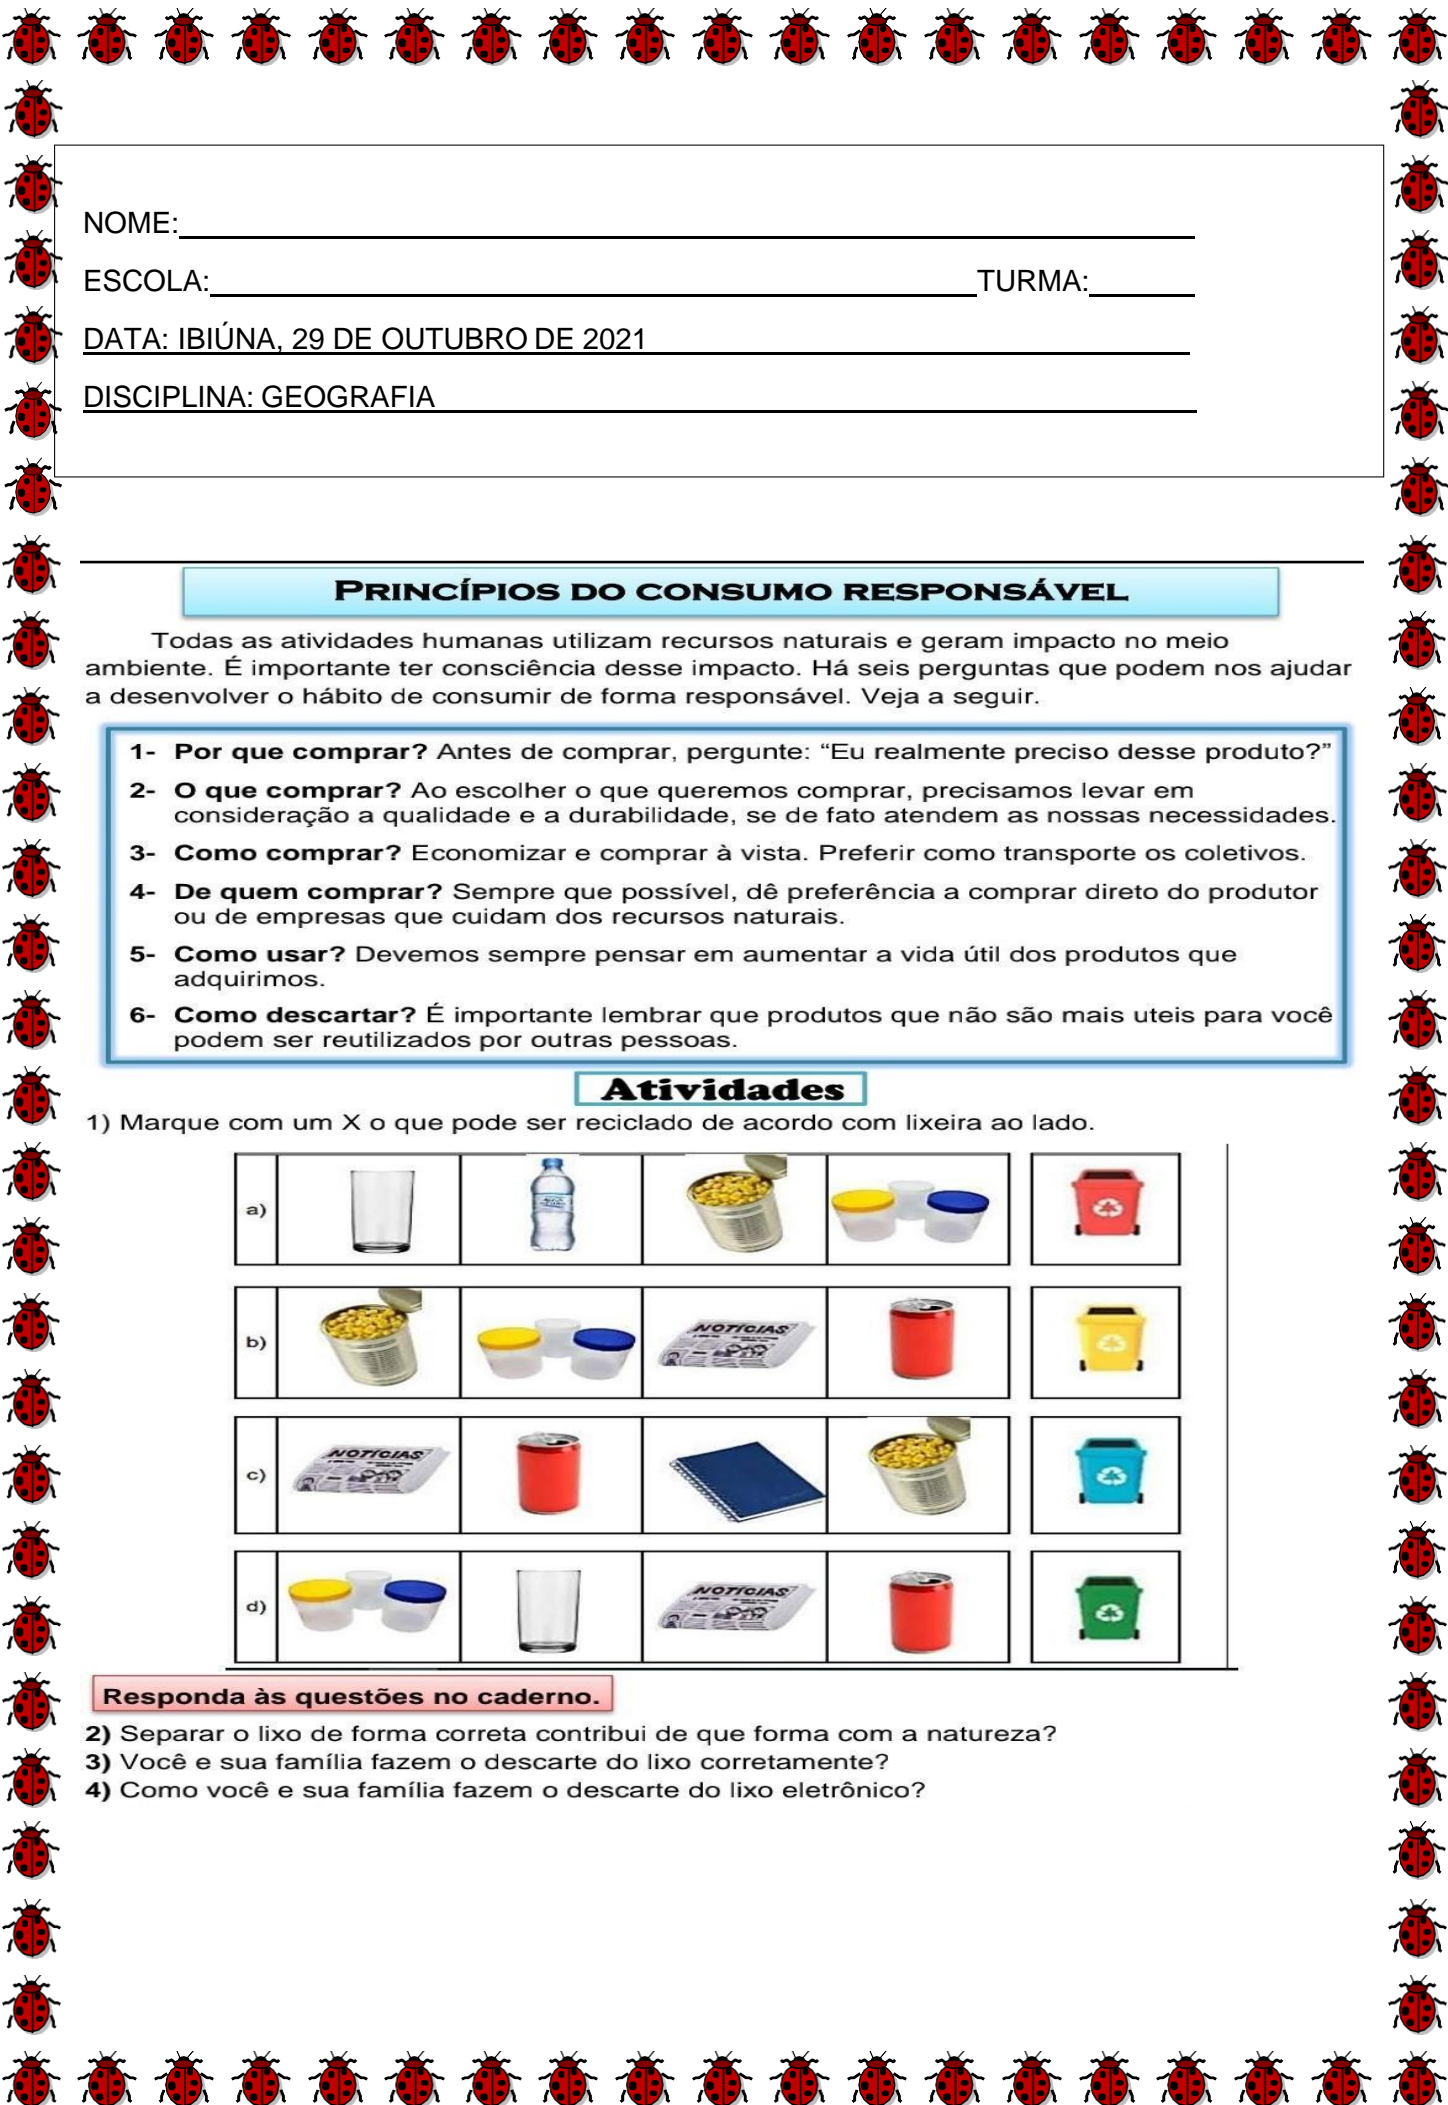 NOME:
ESCOLA: TURMA:
DATA: IBIÚNA, 29 DE OUTUBRO DE 2021
DISCIPLINA: GEOGRAFIA
PRINCÍPIOS DO CONSUMO RESPONSÁVEL
Todas as atividades humanas utilizam recursos naturais e geram impacto no meio
ambiente. É importante ter consciência desse impacto. Há seis perguntas que podem nos ajudar
a desenvolver o hábito de consumir de forma responsável. Veja a seguir.
1- Por que comprar? Antes de comprar, pergunte: “Eu realmente preciso desse produto?”
2- O que comprar? Ao escolher o que queremos comprar, precisamos levar em
consideração a qualidade e a durabilidade, se de fato atendem as nossas necessidades.
3- Como comprar? Economizar e comprar à vista. Preferir como transporte os coletivos.
4- De quem comprar? Sempre que possível, dê preferência a comprar direto do produtor
ou de empresas que cuidam dos recursos naturais.
5- Como usar? Devemos sempre pensar em aumentar a vida útil dos produtos que
adquirimos.
6- Como descartar? É importante lembrar que produtos que não são mais uteis para você
podem ser reutilizados por outras pessoas.
Atividades
1) Marque com um X o que pode ser reciclado de acordo com lixeira ao lado.
a)
b)
NOTÍCIAS
c)
NOTÍCIAS
d)
NOTÍCIAS
Responda às questões no caderno.
2) Separar o lixo de forma correta contribui de que forma com a natureza?
3) Você e sua família fazem o descarte do lixo corretamente?
4) Como você e sua família fazem o descarte do lixo eletrônico?